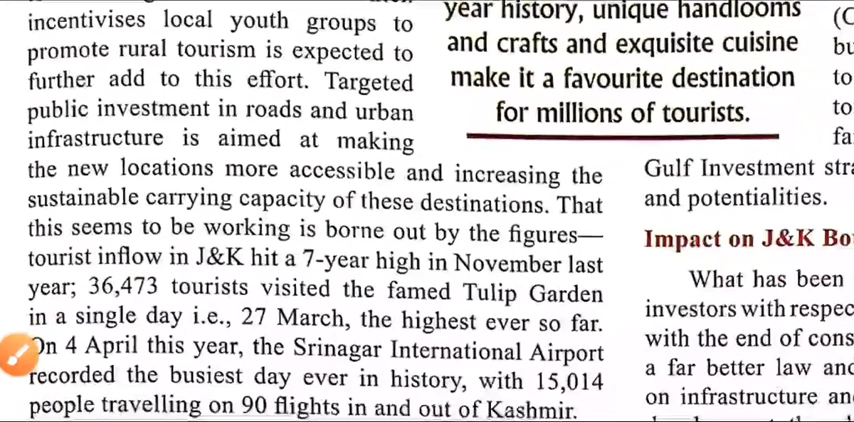 incentivises local youth groups to
promote rural tourism is expected to
further add to this effort. Targeted
public investment in roads and urban
infrastructure is aimed at making
the new locations more accessible and increasing the
sustainable carrying capacity of these destinations. That
this seems to be working is borne out by the figures—
tourist inflow in J&K hit a 7-year high in November last
year; 36,473 tourists visited the famed Tulip Garden
in a single day i.e., 27 March, the highest ever so far.
On 4 April this year, the Srinagar International Airport
recorded the busiest day ever in history, with 15,014
people travelling on 90 flights in and out of Kashmir.
year history, unique handlooms
and crafts and exquisite cuisine
make it a favourite destination
for millions of tourists.
to
to
Gulf Investment
and potentialities.
Impact on J&K
What has been
investors with
with the end of
a far better law
on infrastructure